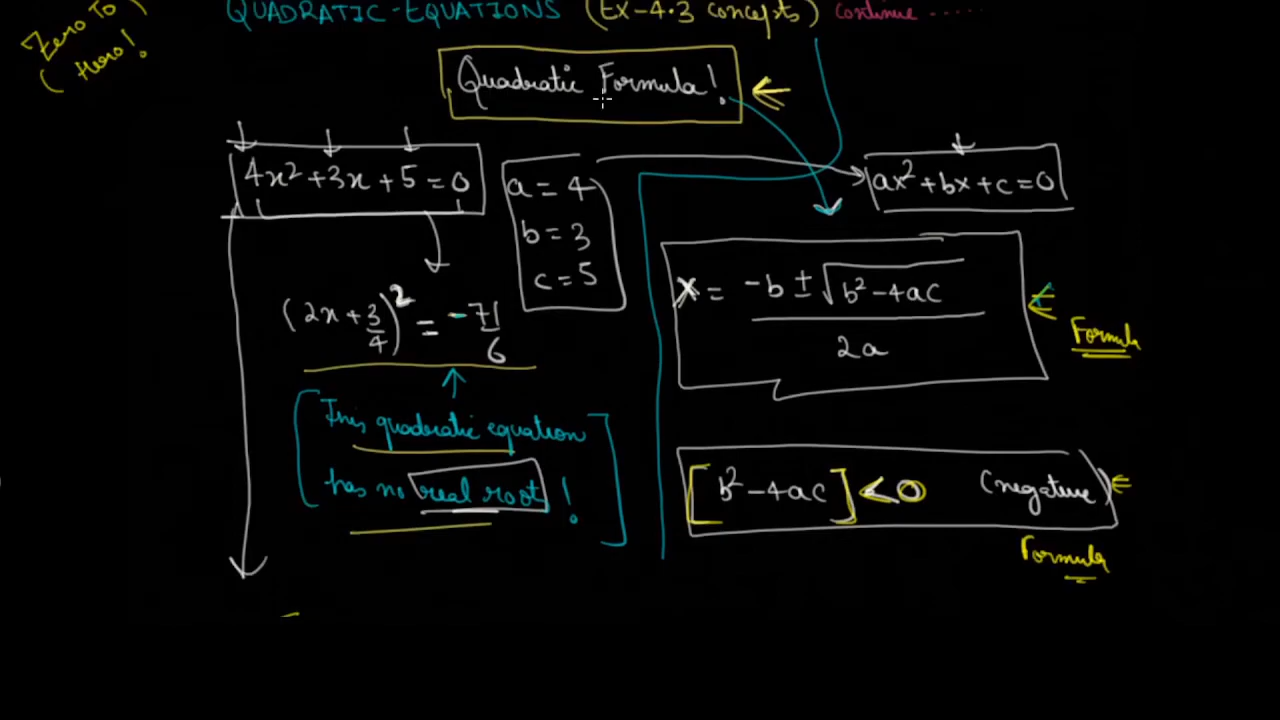 QUADRATIC-EQUATIONS (EX-4.3 concepts) continue .....
Zero To
( Hero! )
Quadratic Formula!
4x² + 3x + 5 = 0
a = 4
b = 3
c = 5
ax² + bx + c = 0
(2x + 3/4)² = -71/6
x = -b ± √b² - 4ac / 2a
Formula
[This quadratic equation
has no real root!]
[b² - 4ac] < 0 (negative)
Formula